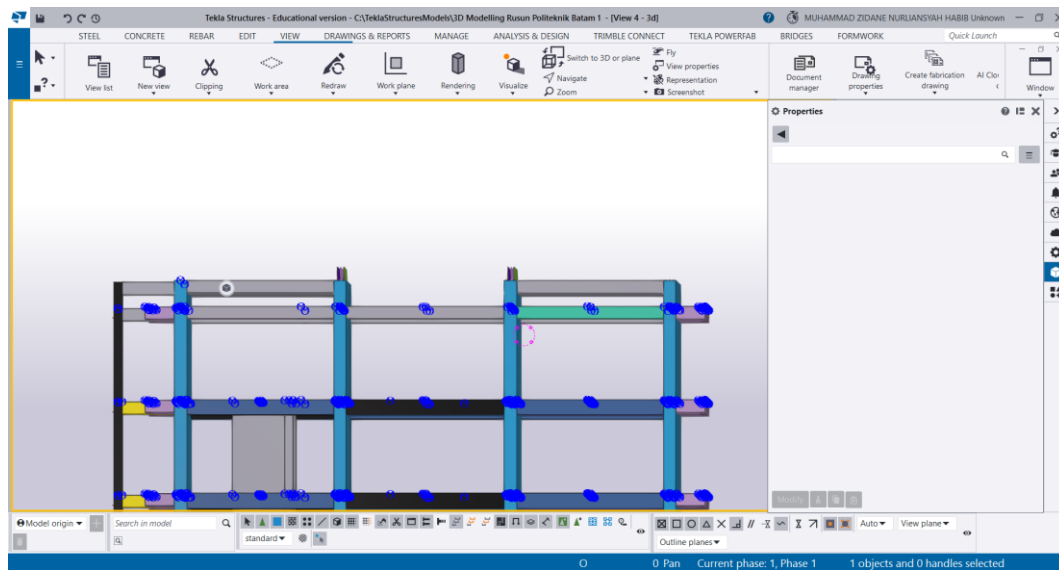 Tekla Structures - Educational version - C:\TeklaStructuresModels\3D Modelling Rusun Politeknik Batam 1 - [View 4 - 3d]
MUHAMMAD ZIDANE NURLIANSYAH HABIB Unknown
STEEL CONCRETE REBAR EDIT VIEW DRAWINGS & REPORTS MANAGE ANALYSIS & DESIGN TRIMBLE CONNECT TEKLA POWERFAB BRIDGES FORMWORK Quick Launch
View list
New view
Clipping
Work area
Redraw
Work plane
Rendering
Visualize
Switch to 3D or plane
Navigate
Zoom
Fly
View properties
Representation
Screenshot
Document manager
Drawing properties
Create fabrication drawing
AI Clo
Window
Properties
Modify
Model origin
Search in model
standard
Auto
View plane
Outline planes
O 0 Pan Current phase: 1, Phase 1 1 objects and 0 handles selected